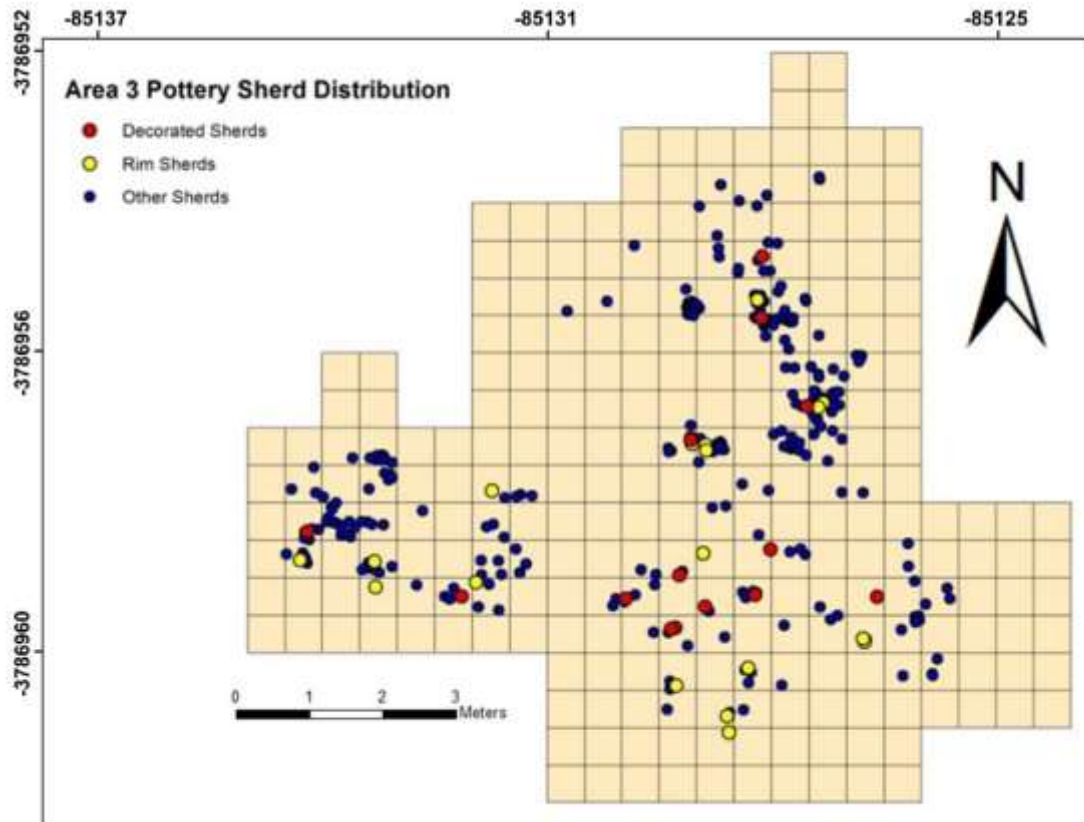 -85137 -85131 -85125
-3786952
Area 3 Pottery Sherd Distribution
Decorated Sherds
Rim Sherds
Other Sherds
N
-3786956
-3786960
0 1 2 3
Meters